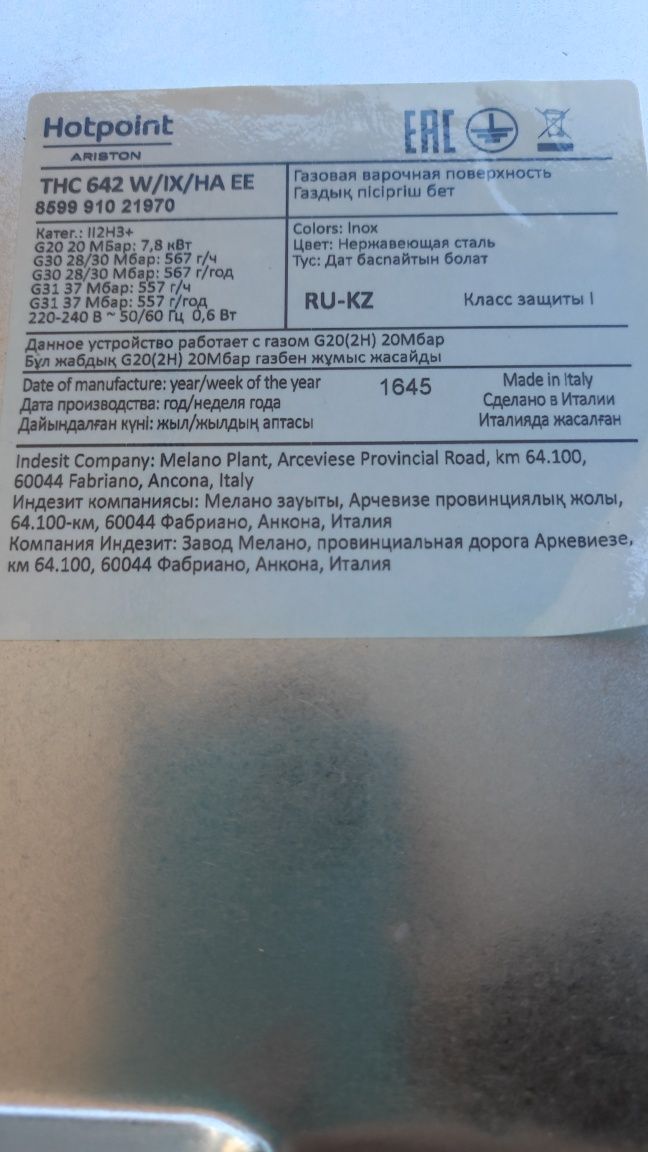 Hotpoint
ARISTON
EAC
THC 642 W/IX/HA EE
8599 910 21970
Газовая варочная поверхность
Газдық пісіргіш бет
Катег.: II2H3+
G20 20 МБар: 7,8 кВт
G30 28/30 Мбар: 567 г/ч
G30 28/30 Мбар: 567 г/год
G31 37 Мбар: 557 г/ч
G31 37 Мбар: 557 г/год
220-240 В ~ 50/60 Гц 0,6 Вт
Colors: Inox
Цвет: Нержавеющая сталь
Тус: Дат баспайтын болат
RU-KZ Класс защиты I
Данное устройство работает с газом G20(2H) 20Мбар
Бұл жабдық G20(2H) 20Мбар газбен жұмыс жасайды
Date of manufacture: year/week of the year
Дата производства: год/неделя года
Дайындалған күні: жыл/жылдың аптасы
1645
Made in Italy
Сделано в Италии
Италияда жасалған
Indesit Company: Melano Plant, Arceviese Provincial Road, km 64.100,
60044 Fabriano, Ancona, Italy
Индезит компаниясы: Мелано зауыты, Арчевизе провинциялық жолы,
64.100-км, 60044 Фабриано, Анкона, Италия
Компания Индезит: Завод Мелано, провинциальная дорога Аркевиезе,
км 64.100, 60044 Фабриано, Анкона, Италия